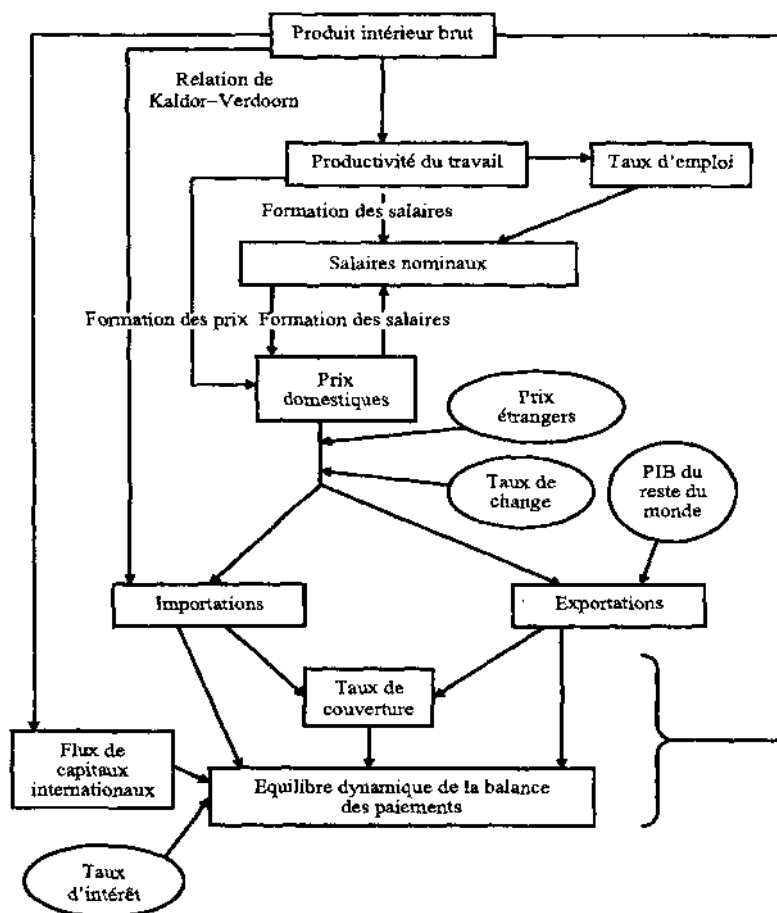 Produit intérieur brut
Relation de
Kaldor–Verdoorn
Productivité du travail
Taux d'emploi
Formation des salaires
Salaires nominaux
Formation des prix
Formation des salaires
Prix
domestiques
Prix
étrangers
Taux de
change
PIB du
reste du
monde
Importations
Exportations
Taux de
couverture
Flux de
capitaux
internationaux
Equilibre dynamique de la balance
des paiements
Taux
d'intérêt